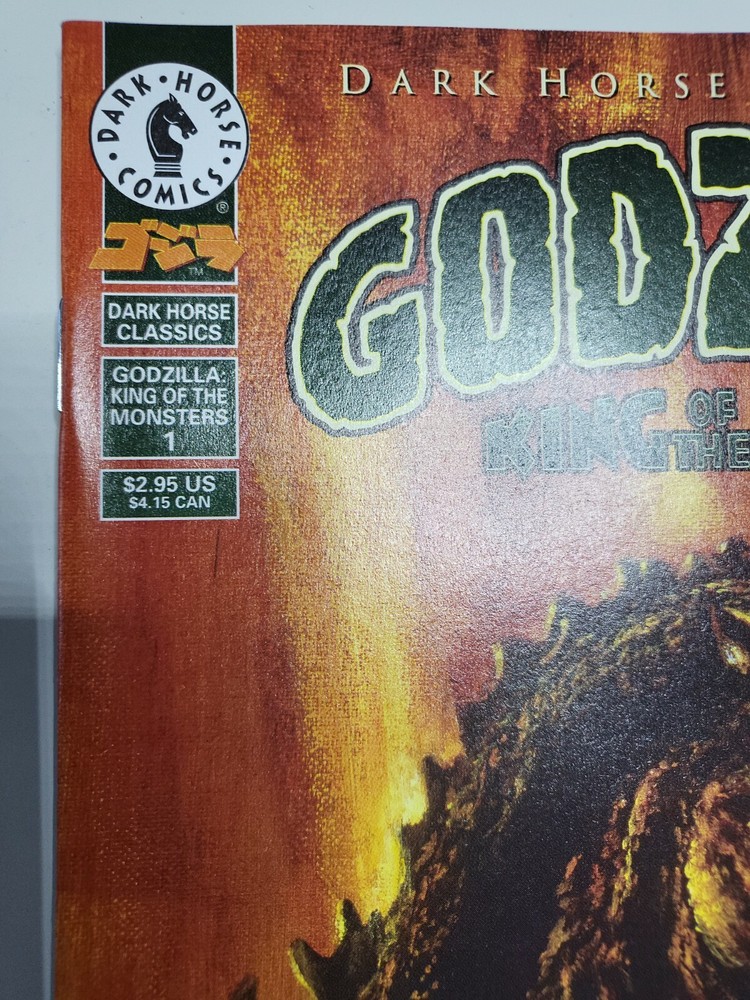 DARK HORSE
DARK • HORSE • COMICS •
®
ゴジラ
TM
DARK HORSE
CLASSICS
GODZILLA:
KING OF THE
MONSTERS
1
$2.95 US
$4.15 CAN
GODZ
KING OF
THE